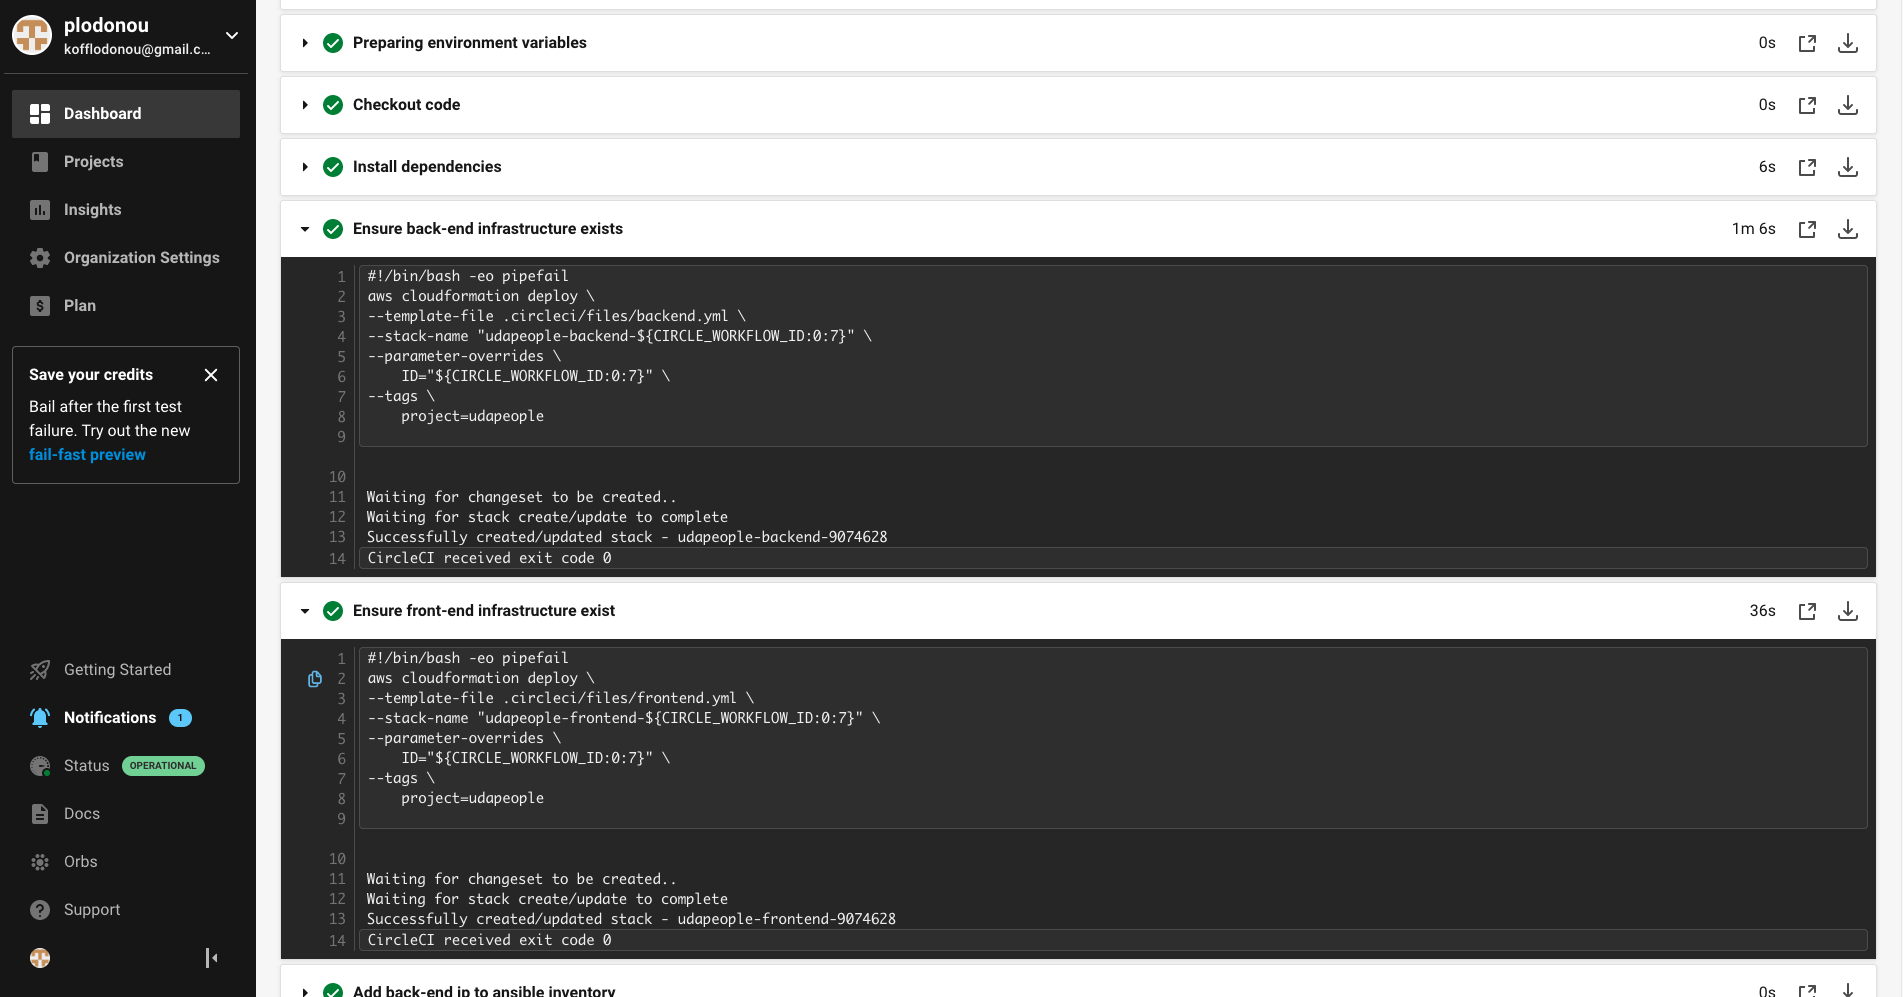 plodonou
kofflodonou@gmail.c...
Dashboard
Projects
Insights
Organization Settings
$ Plan
Save your credits
Bail after the first test
failure. Try out the new
fail-fast preview
Getting Started
Notifications 1
Status OPERATIONAL
Docs
Orbs
? Support
Preparing environment variables 0s
Checkout code 0s
Install dependencies 6s
Ensure back-end infrastructure exists 1m 6s
1 #!/bin/bash -eo pipefail
2 aws cloudformation deploy \
3 --template-file .circleci/files/backend.yml \
4 --stack-name "udapeople-backend-${CIRCLE_WORKFLOW_ID:0:7}" \
5 --parameter-overrides \
6 ID="${CIRCLE_WORKFLOW_ID:0:7}" \
7 --tags \
8 project=udapeople
9
10
11 Waiting for changeset to be created..
12 Waiting for stack create/update to complete
13 Successfully created/updated stack - udapeople-backend-9074628
14 CircleCI received exit code 0
Ensure front-end infrastructure exist 36s
1 #!/bin/bash -eo pipefail
2 aws cloudformation deploy \
3 --template-file .circleci/files/frontend.yml \
4 --stack-name "udapeople-frontend-${CIRCLE_WORKFLOW_ID:0:7}" \
5 --parameter-overrides \
6 ID="${CIRCLE_WORKFLOW_ID:0:7}" \
7 --tags \
8 project=udapeople
9
10
11 Waiting for changeset to be created..
12 Waiting for stack create/update to complete
13 Successfully created/updated stack - udapeople-frontend-9074628
14 CircleCI received exit code 0
Add back-end ip to ansible inventory 0s